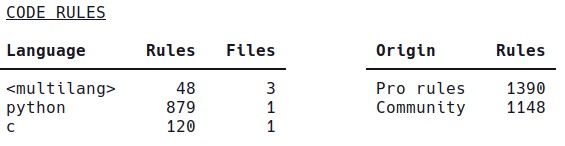 CODE RULES
Language Rules Files Origin Rules
<multilang> 48 3 Pro rules 1390
python 879 1 Community 1148
c 120 1